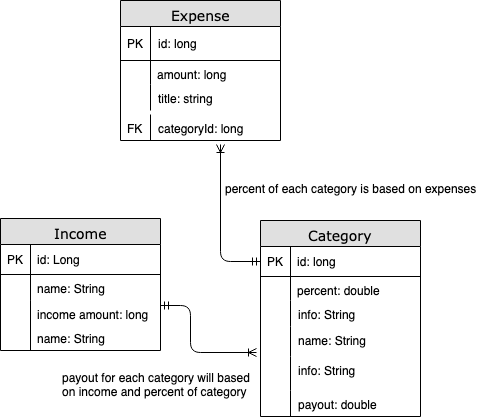 Expense
PK id: long
amount: long
title: string
FK categoryId: long
percent of each category is based on expenses
Income
PK id: Long
name: String
income amount: long
name: String
Category
PK id: long
percent: double
info: String
name: String
info: String
payout: double
payout for each category will based
on income and percent of category